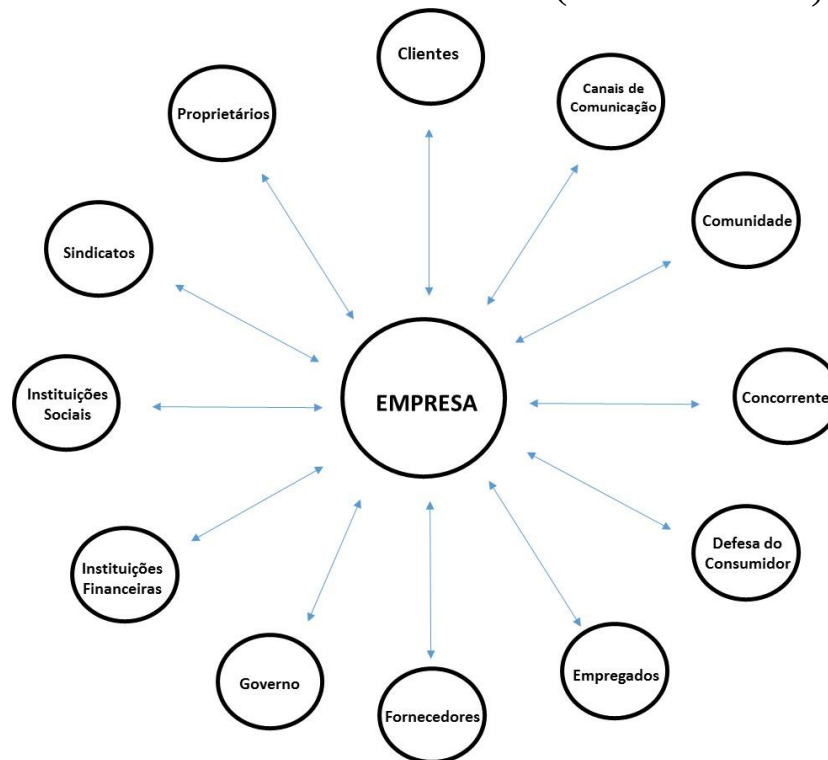 (
)
Clientes
Canais de
Comunicação
Proprietários
Comunidade
Sindicatos
EMPRESA
Instituições
Sociais
Concorrente
Defesa do
Consumidor
Instituições
Financeiras
Empregados
Governo
Fornecedores